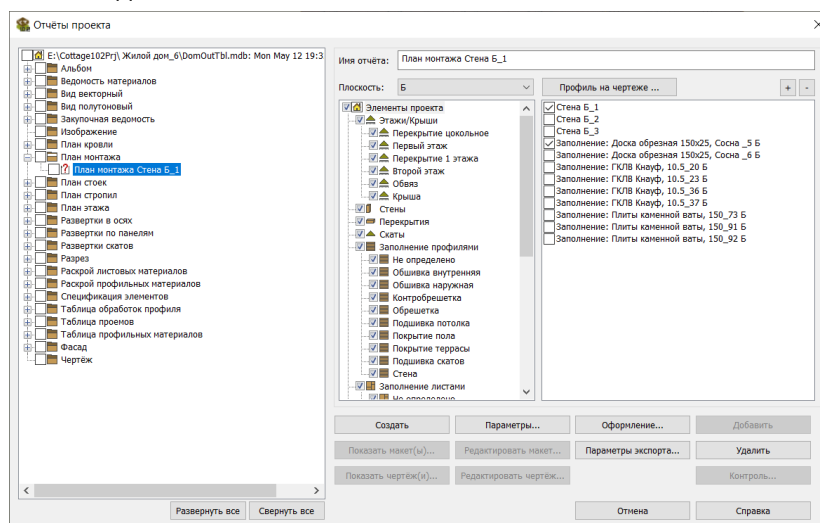 Отчёты проекта
E:\Cottage102Prj\ Жилой дом_6\DomOutTbl.mdb: Mon May 12 19:3
Альбом
Ведомость материалов
Вид векторный
Вид полутоновый
Закупочная ведомость
Изображение
План кровли
План монтажа
План монтажа Стена Б_1
План стоек
План стропил
План этажа
Развертки в осях
Развертки по панелям
Развертки скатов
Разрез
Раскрой листовых материалов
Раскрой профильных материалов
Спецификация элементов
Таблица обработок профиля
Таблица проемов
Таблица профильных материалов
Фасад
Чертёж
Развернуть все Свернуть все
Имя отчёта: План монтажа Стена Б_1
Плоскость: Б Профиль на чертеже ... + -
Элементы проекта
Этажи/Крыши
Перекрытие цокольное
Первый этаж
Перекрытие 1 этажа
Второй этаж
Обвяз
Крыша
Стены
Перекрытия
Скаты
Заполнение профилями
Не определено
Обшивка внутренняя
Обшивка наружная
Контробрешетка
Обрешетка
Подшивка потолка
Покрытие пола
Покрытие террасы
Подшивка скатов
Стена
Заполнение листами
Не определено
Стена Б_1
Стена Б_2
Стена Б_3
Заполнение: Доска обрезная 150х25, Сосна _5 Б
Заполнение: Доска обрезная 150х25, Сосна _6 Б
Заполнение: ГКЛВ Кнауф, 10.5_20 Б
Заполнение: ГКЛВ Кнауф, 10.5_23 Б
Заполнение: ГКЛВ Кнауф, 10.5_36 Б
Заполнение: ГКЛВ Кнауф, 10.5_37 Б
Заполнение: Плиты каменной ваты, 150_73 Б
Заполнение: Плиты каменной ваты, 150_91 Б
Заполнение: Плиты каменной ваты, 150_92 Б
Создать Параметры... Оформление... Добавить
Показать макет(ы)... Редактировать макет... Параметры экспорта... Удалить
Показать чертёж(и)... Редактировать чертёж... Контроль...
Отмена Справка